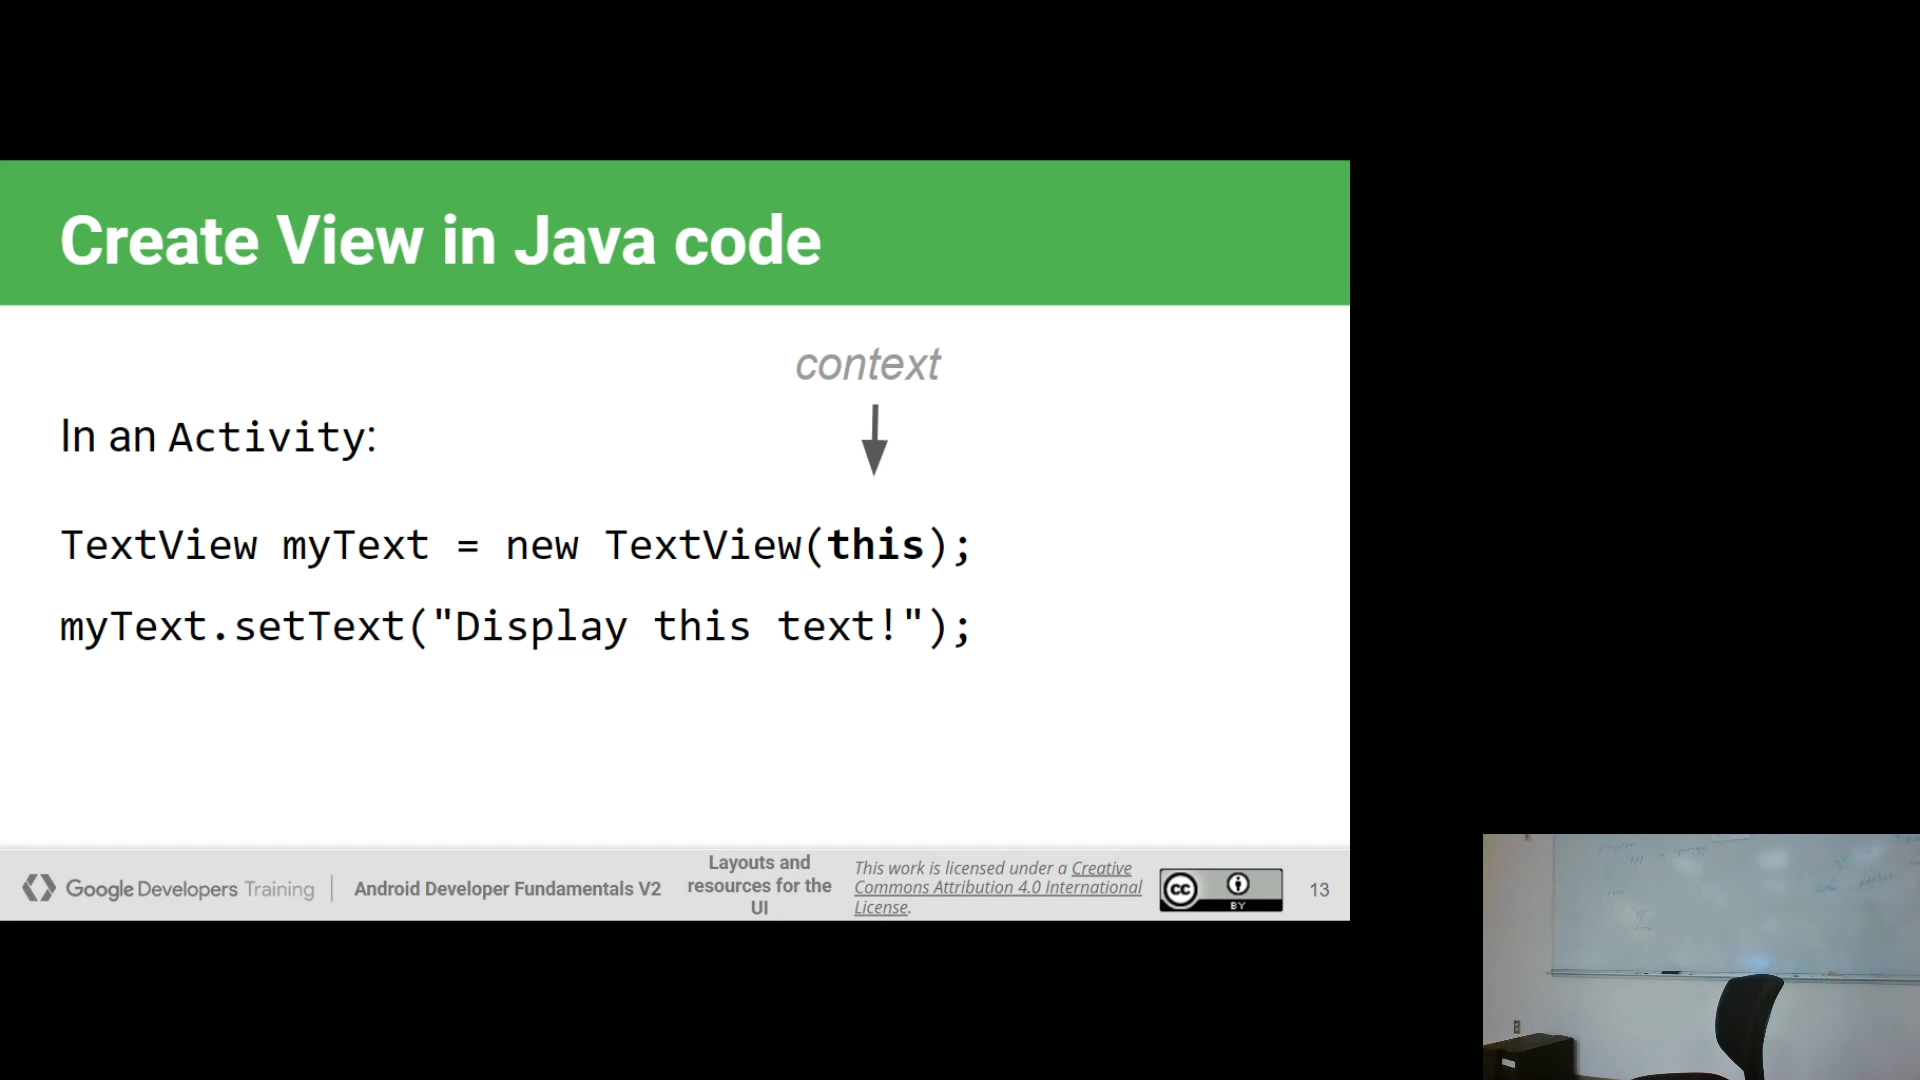 Create View in Java code
context
In an Activity:
TextView myText = new TextView(this);
myText.setText("Display this text!");
Google Developers Training
Android Developer Fundamentals V2
Layouts and
resources for the
UI
This work is licensed under a Creative
Commons Attribution 4.0 International
License.
cc
BY
13